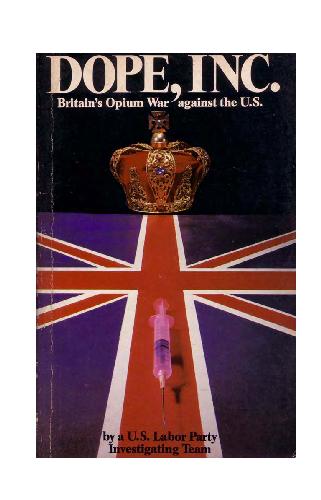 DOPE, INC.
Britain's Opium War against the U.S.
by a U.S. Labor Party
Investigating Team